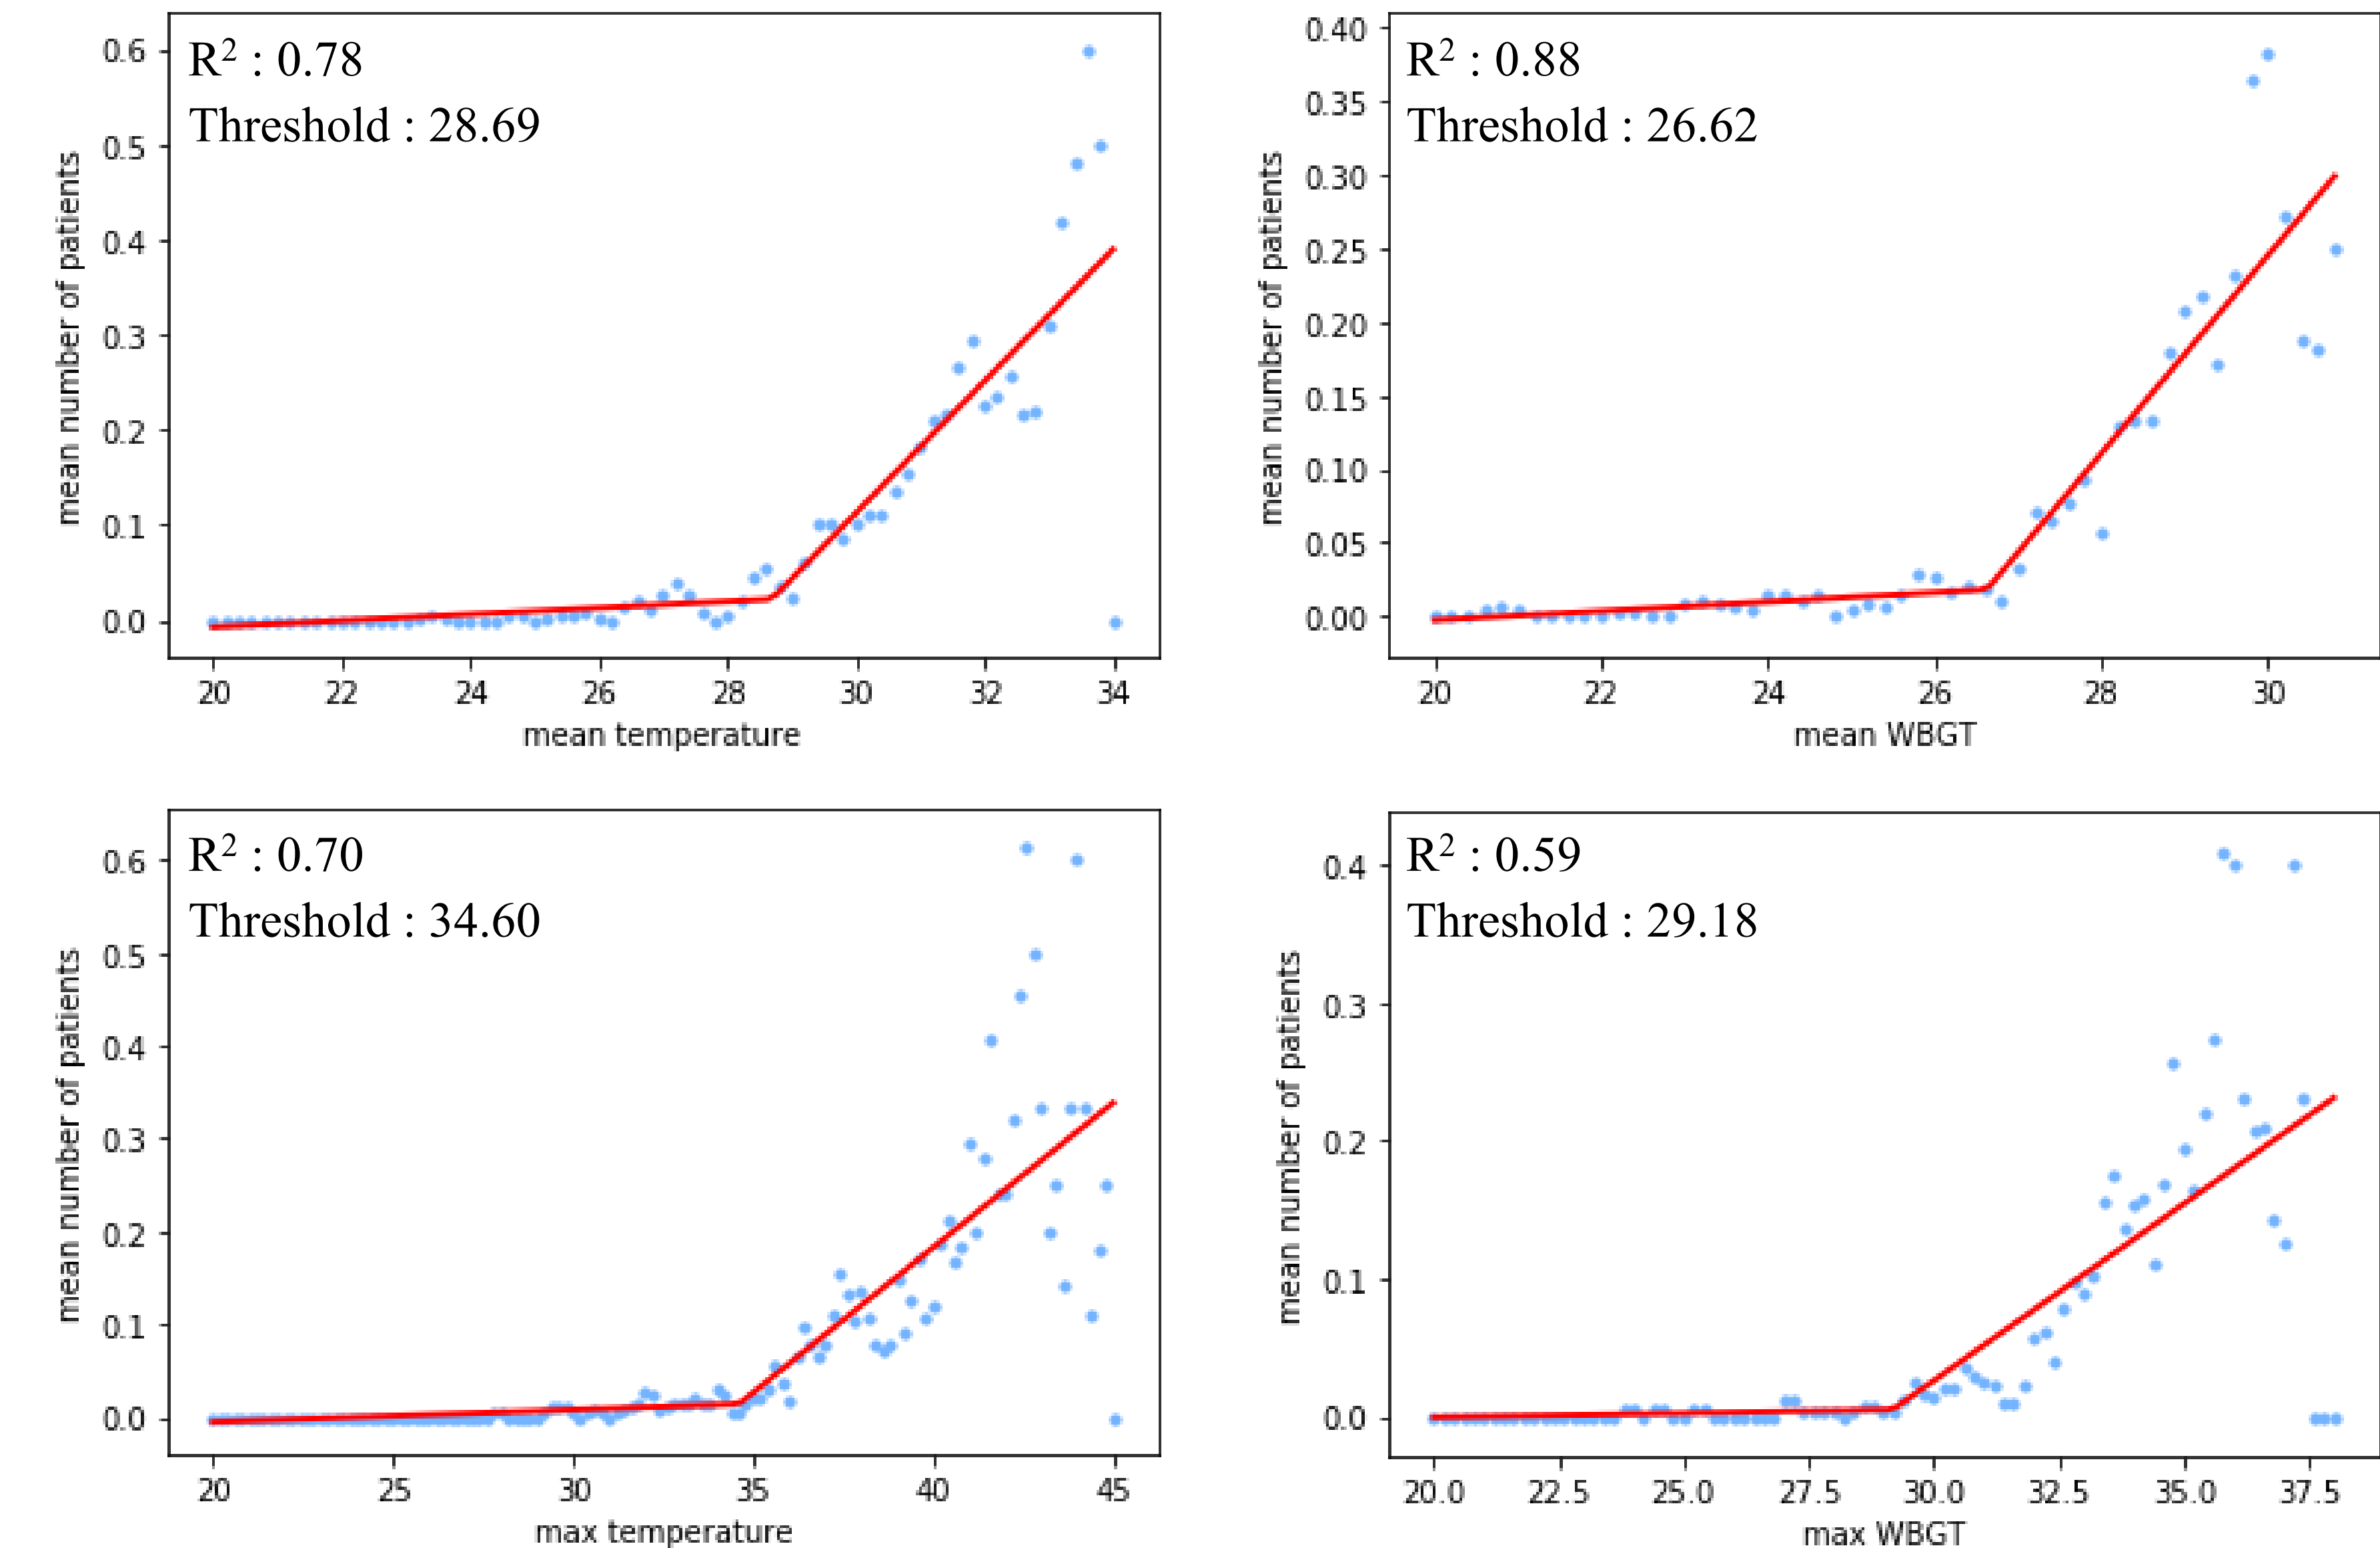 R² : 0.78
Threshold : 28.69
mean number of patients
0.6
0.5
0.4
0.3
0.2
0.1
0.0
20 22 24 26 28 30 32 34
mean temperature
R² : 0.88
Threshold : 26.62
mean number of patients
0.40
0.35
0.30
0.25
0.20
0.15
0.10
0.05
0.00
20 22 24 26 28 30
mean WBGT
R² : 0.70
Threshold : 34.60
mean number of patients
0.6
0.5
0.4
0.3
0.2
0.1
0.0
20 25 30 35 40 45
max temperature
R² : 0.59
Threshold : 29.18
mean number of patients
0.4
0.3
0.2
0.1
0.0
20.0 22.5 25.0 27.5 30.0 32.5 35.0 37.5
max WBGT